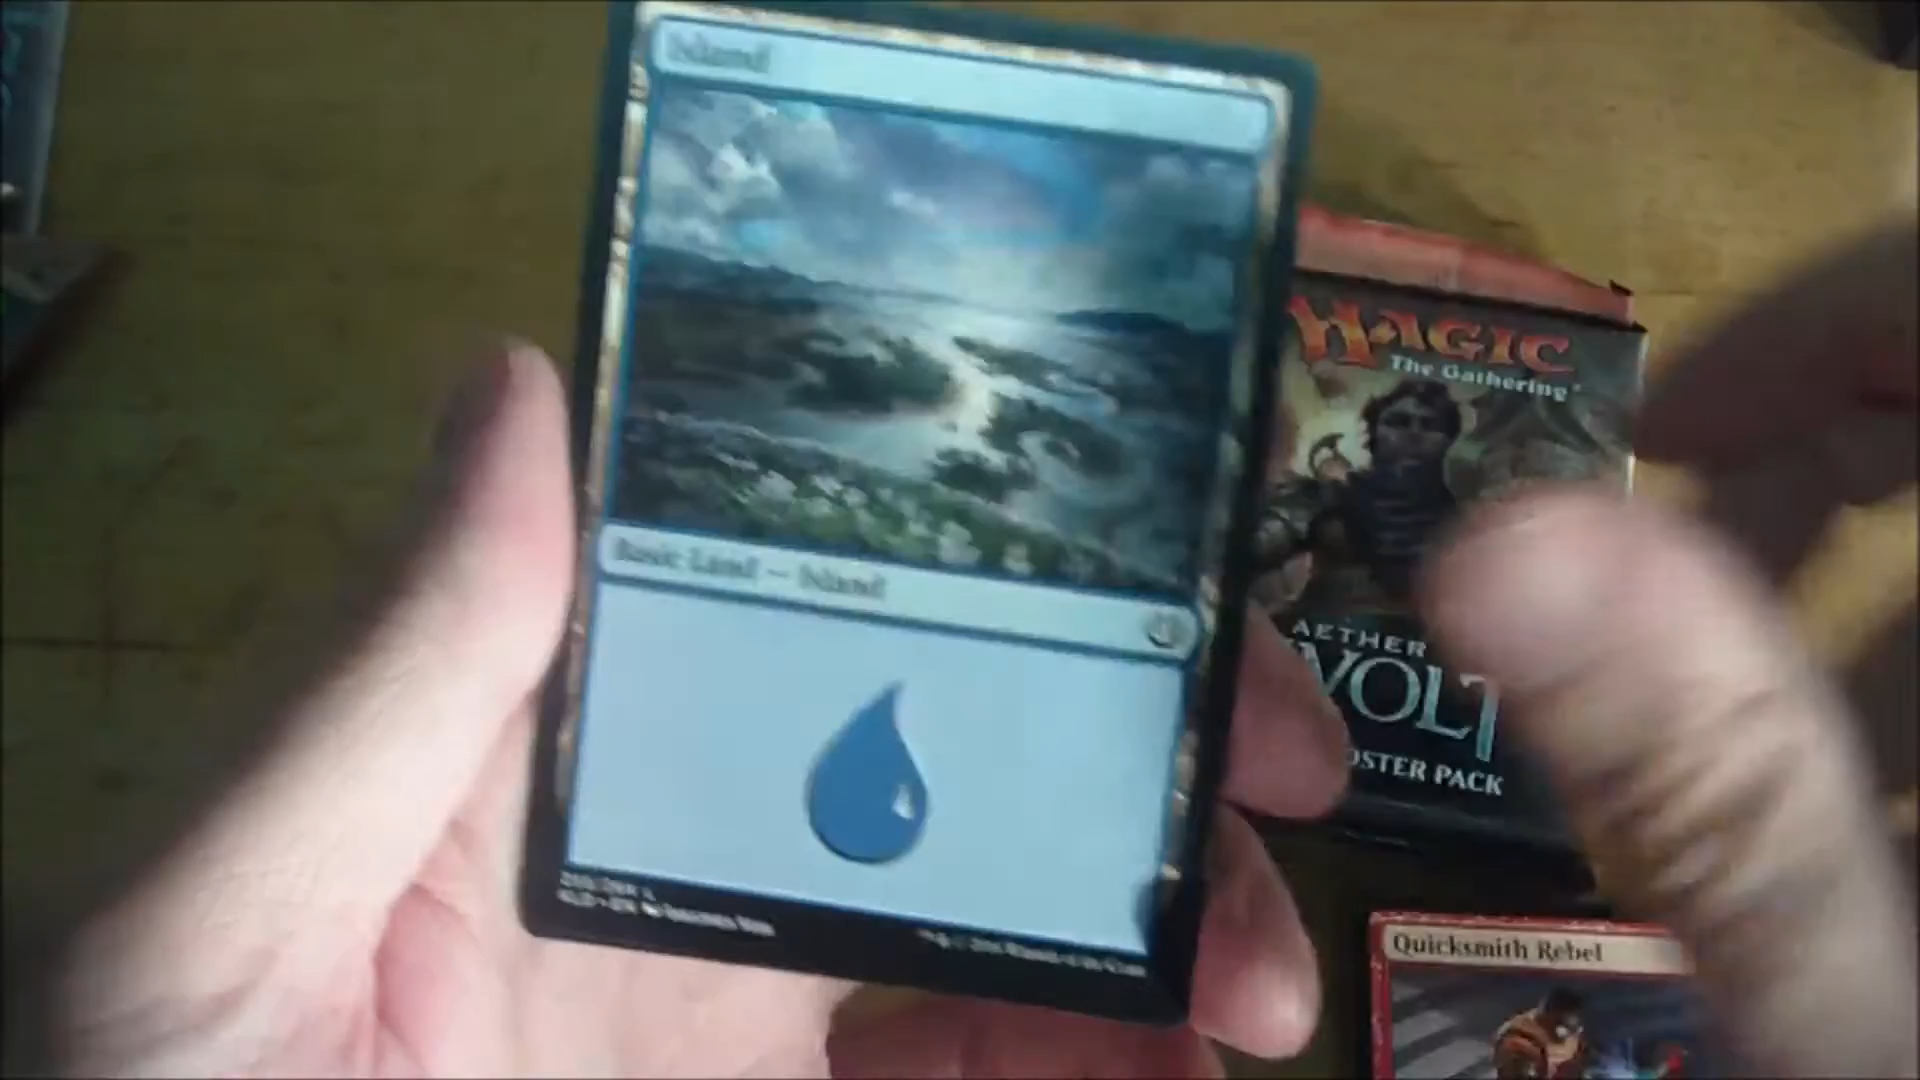 Island
Basic Land — Island
MAGIC
The Gathering
AETHER
VOLT
OSTER PACK
Quicksmith Rebel